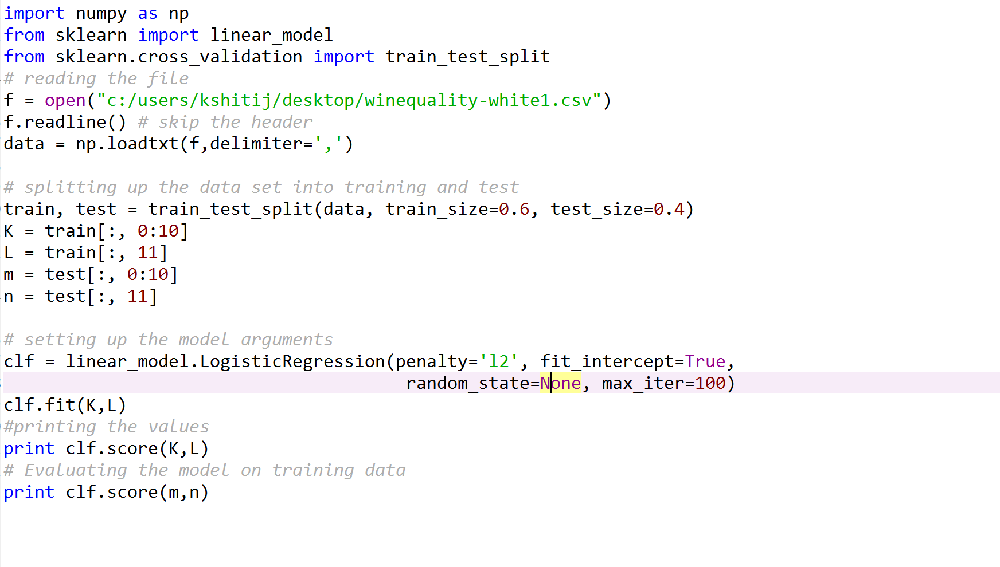 import numpy as np
from sklearn import linear_model
from sklearn.cross_validation import train_test_split
# reading the file
f = open("c:/users/kshitij/desktop/winequality-white1.csv")
f.readline() # skip the header
data = np.loadtxt(f,delimiter=',')
# splitting up the data set into training and test
train, test = train_test_split(data, train_size=0.6, test_size=0.4)
K = train[:, 0:10]
L = train[:, 11]
m = test[:, 0:10]
n = test[:, 11]
# setting up the model arguments
clf = linear_model.LogisticRegression(penalty='l2', fit_intercept=True,
random_state=None, max_iter=100)
clf.fit(K,L)
#printing the values
print clf.score(K,L)
# Evaluating the model on training data
print clf.score(m,n)